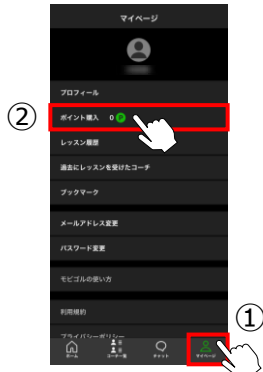 マイページ
プロフィール
② ポイント購入 0 P
レッスン履歴
過去にレッスンを受けたコーチ
ブックマーク
メールアドレス変更
パスワード変更
モビゴルの使い方
利用規約
プライバシーポリシー
①
ホーム コーチ一覧 チャット マイページ